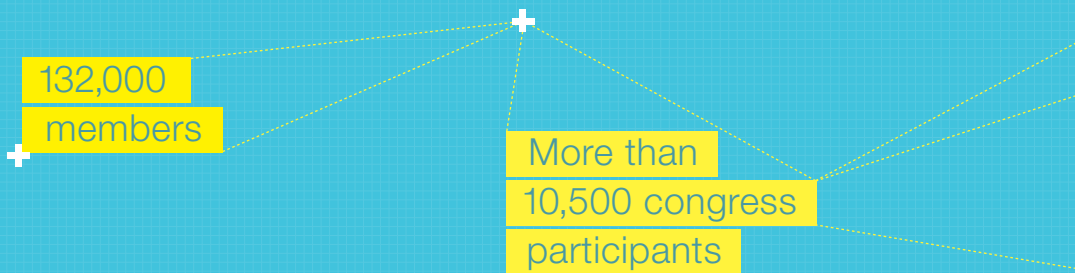 132,000
members
More than
10,500 congress
participants